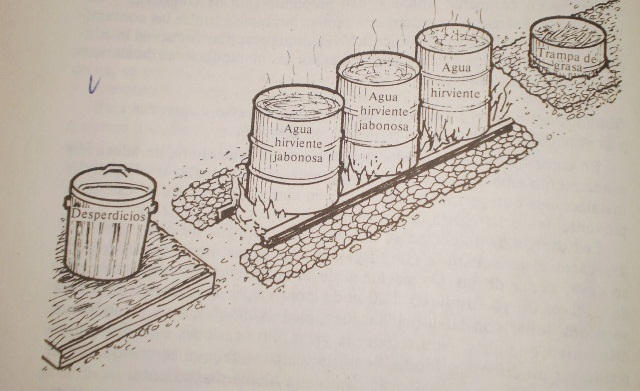 Desperdicios
Agua
hirviente
jabonosa
Agua
hirviente
jabonosa
Agua
hirviente
Trampa de
grasa